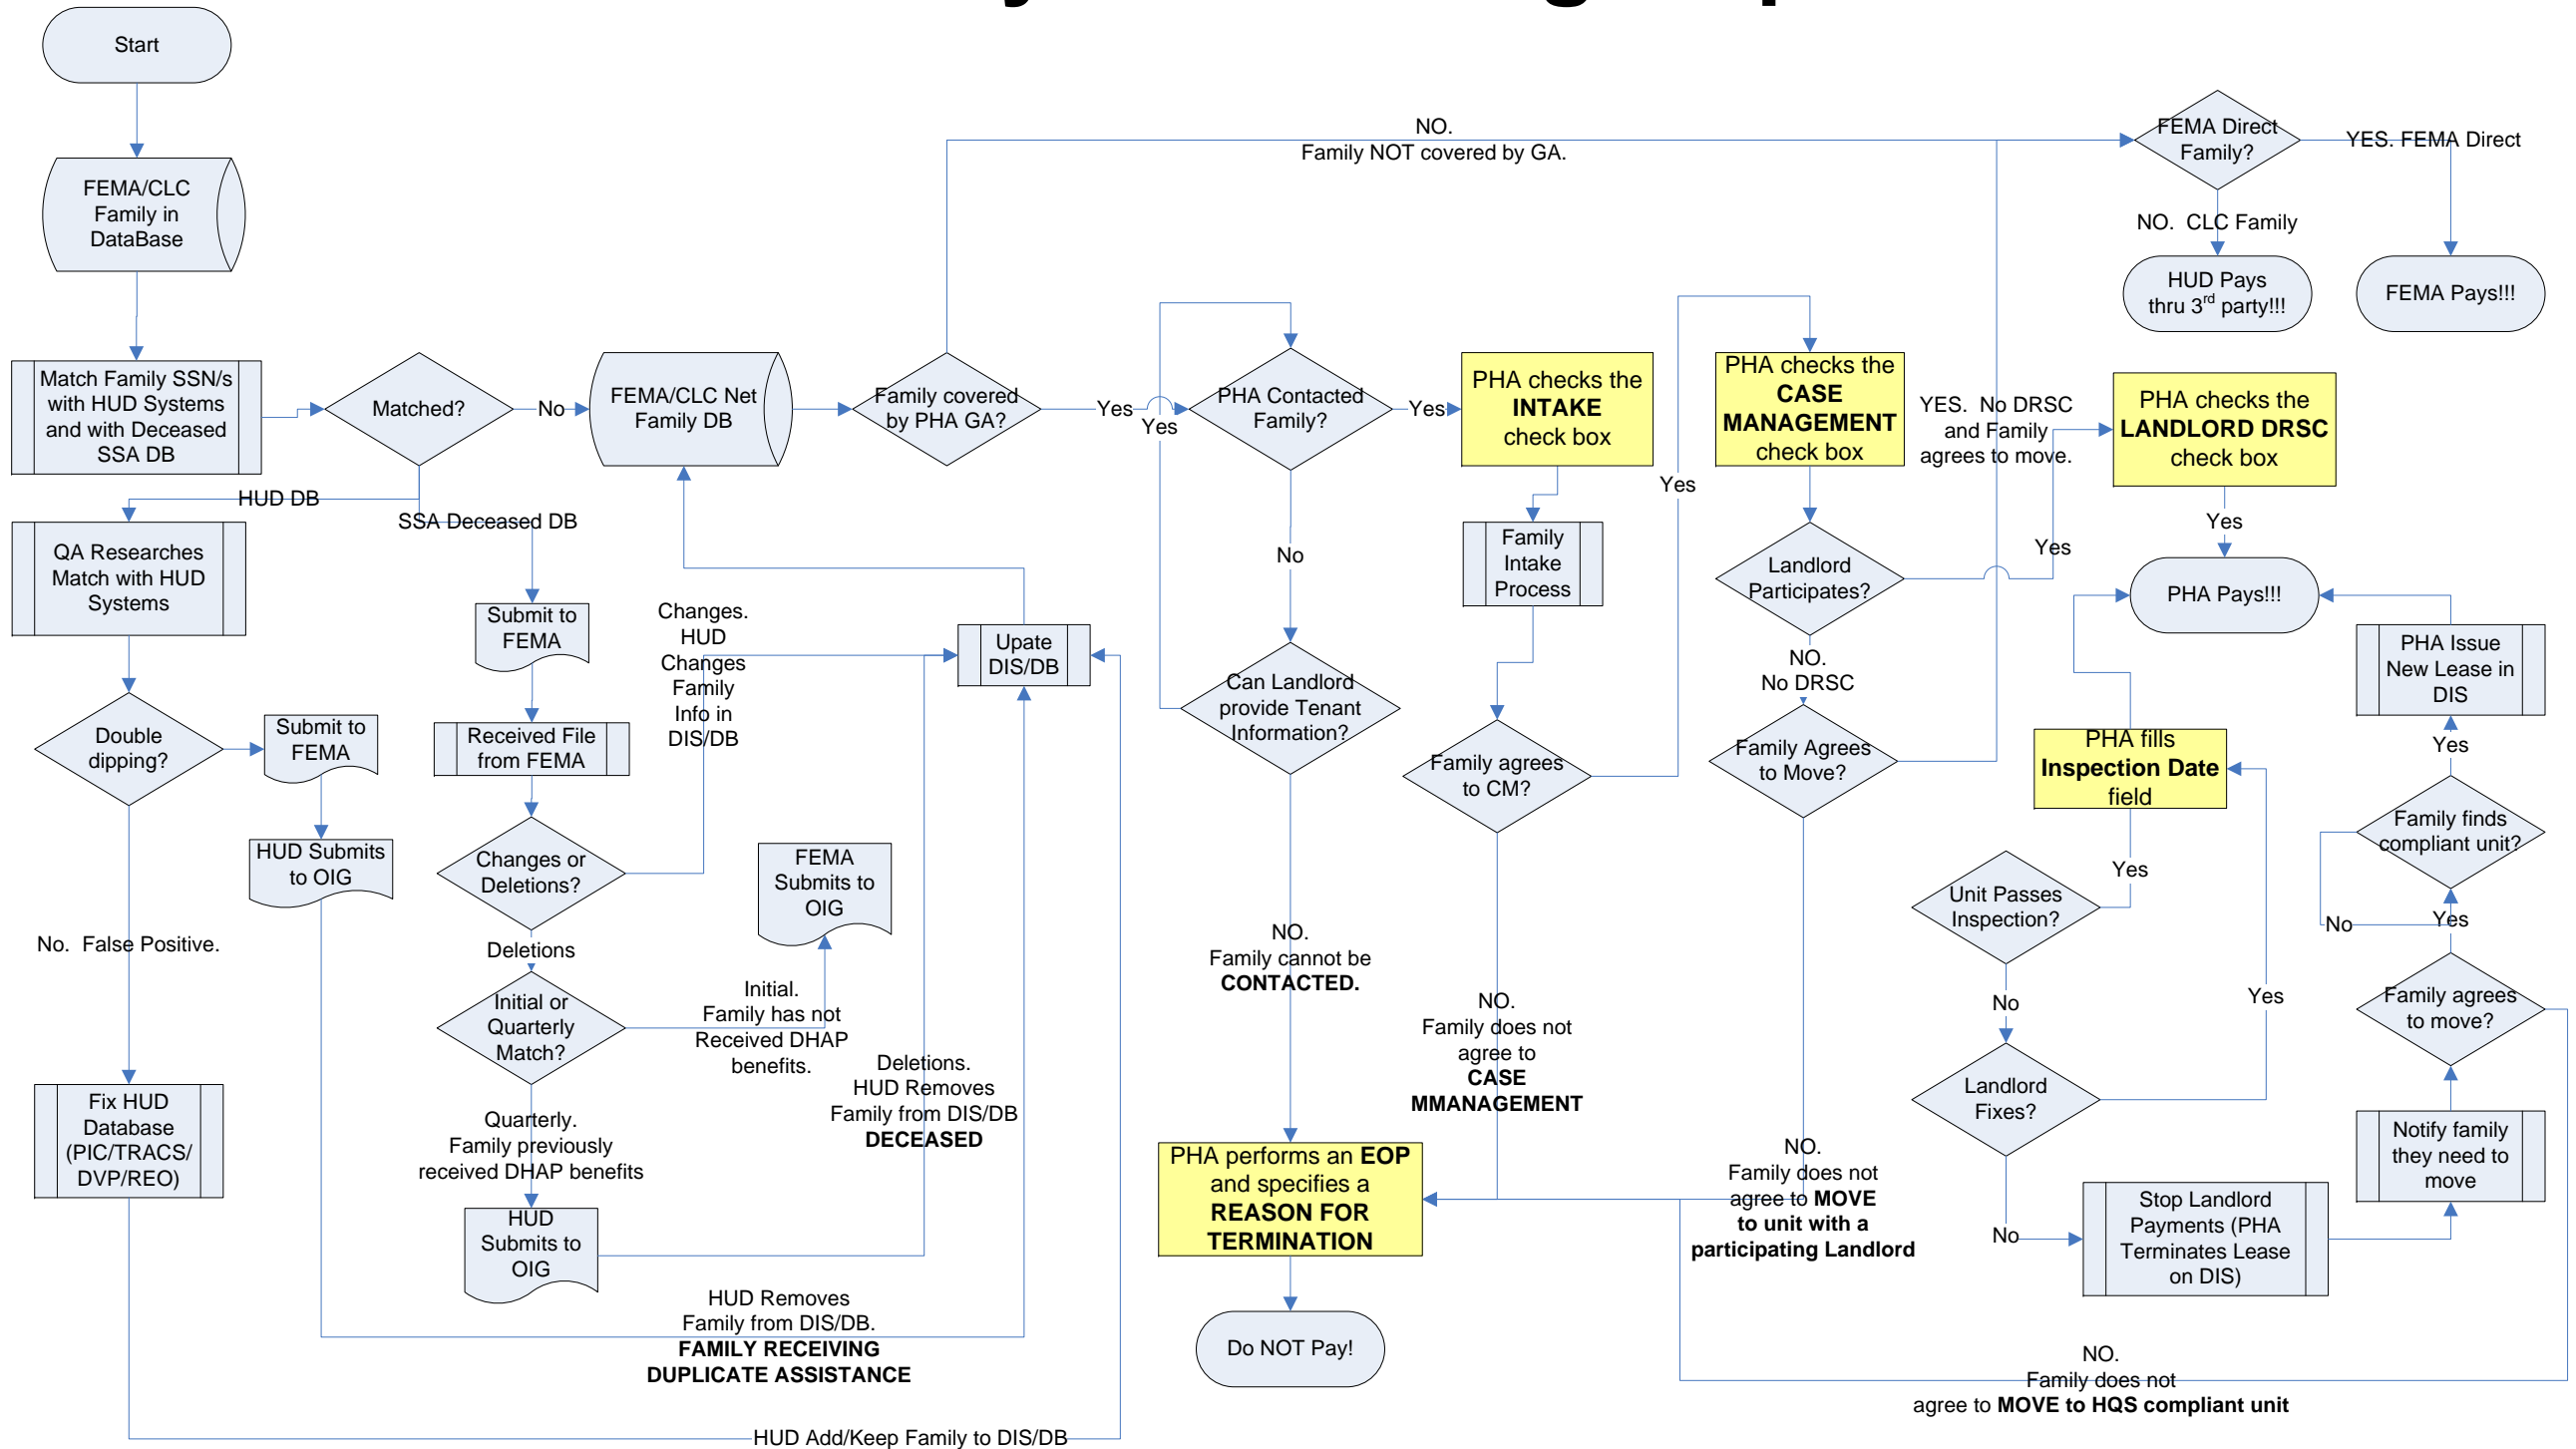 Start
FEMA/CLC
Family in
DataBase
Match Family SSN/s
with HUD Systems
and with Deceased
SSA DB
Matched?
No
FEMA/CLC Net
Family DB
Family covered
by PHA GA?
NO.
Family NOT covered by GA.
FEMA Direct
Family?
YES. FEMA Direct
NO.  CLC Family
HUD Pays
thru 3rd party!!!
FEMA Pays!!!
Yes
Yes
PHA Contacted
Family?
Yes
PHA checks the
INTAKE
check box
Yes
PHA checks the
CASE
MANAGEMENT
check box
YES.  No DRSC
and Family
agrees to move.
PHA checks the
LANDLORD DRSC
check box
HUD DB
SSA Deceased DB
QA Researches
Match with HUD
Systems
Submit to
FEMA
Changes.
HUD
Changes
Family
Info in
DIS/DB
Upate
DIS/DB
No
Family
Intake
Process
Landlord
Participates?
Yes
Yes
PHA Pays!!!
NO.
No DRSC
PHA Issue
New Lease in
DIS
Double
dipping?
Submit to
FEMA
Received File
from FEMA
Can Landlord
provide Tenant
Information?
Family agrees
to CM?
Family Agrees
to Move?
PHA fills
Inspection Date
field
Yes
Family finds
compliant unit?
HUD Submits
to OIG
Changes or
Deletions?
FEMA
Submits to
OIG
Yes
Unit Passes
Inspection?
No
Yes
No.  False Positive.
Deletions
Initial or
Quarterly
Match?
Initial.
Family has not
Received DHAP
benefits.
NO.
Family cannot be
CONTACTED.
NO.
Family does not
agree to
CASE
MMANAGEMENT
No
Yes
Family agrees
to move?
Landlord
Fixes?
Deletions.
HUD Removes
Family from DIS/DB
DECEASED
Fix HUD
Database
(PIC/TRACS/
DVP/REO)
Quarterly.
Family previously
received DHAP benefits
HUD
Submits to
OIG
PHA performs an EOP
and specifies a
REASON FOR
TERMINATION
NO.
Family does not
agree to MOVE
to unit with a
participating Landlord
No
Stop Landlord
Payments (PHA
Terminates Lease
on DIS)
Notify family
they need to
move
HUD Removes
Family from DIS/DB.
FAMILY RECEIVING
DUPLICATE ASSISTANCE
Do NOT Pay!
NO.
Family does not
agree to MOVE to HQS compliant unit
HUD Add/Keep Family to DIS/DB